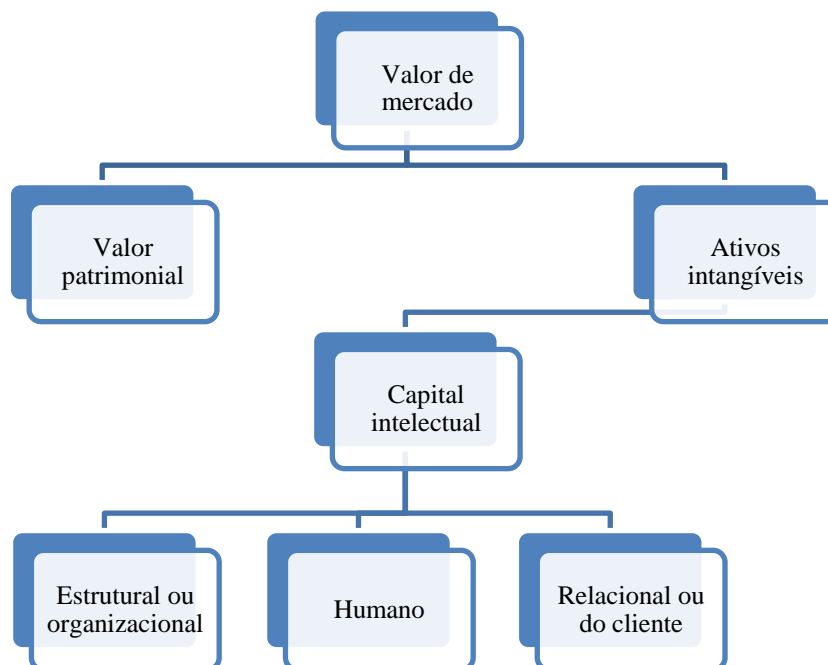 Valor de
mercado
Valor
patrimonial
Ativos
intangíveis
Capital
intelectual
Estrutural ou
organizacional
Humano
Relacional ou
do cliente